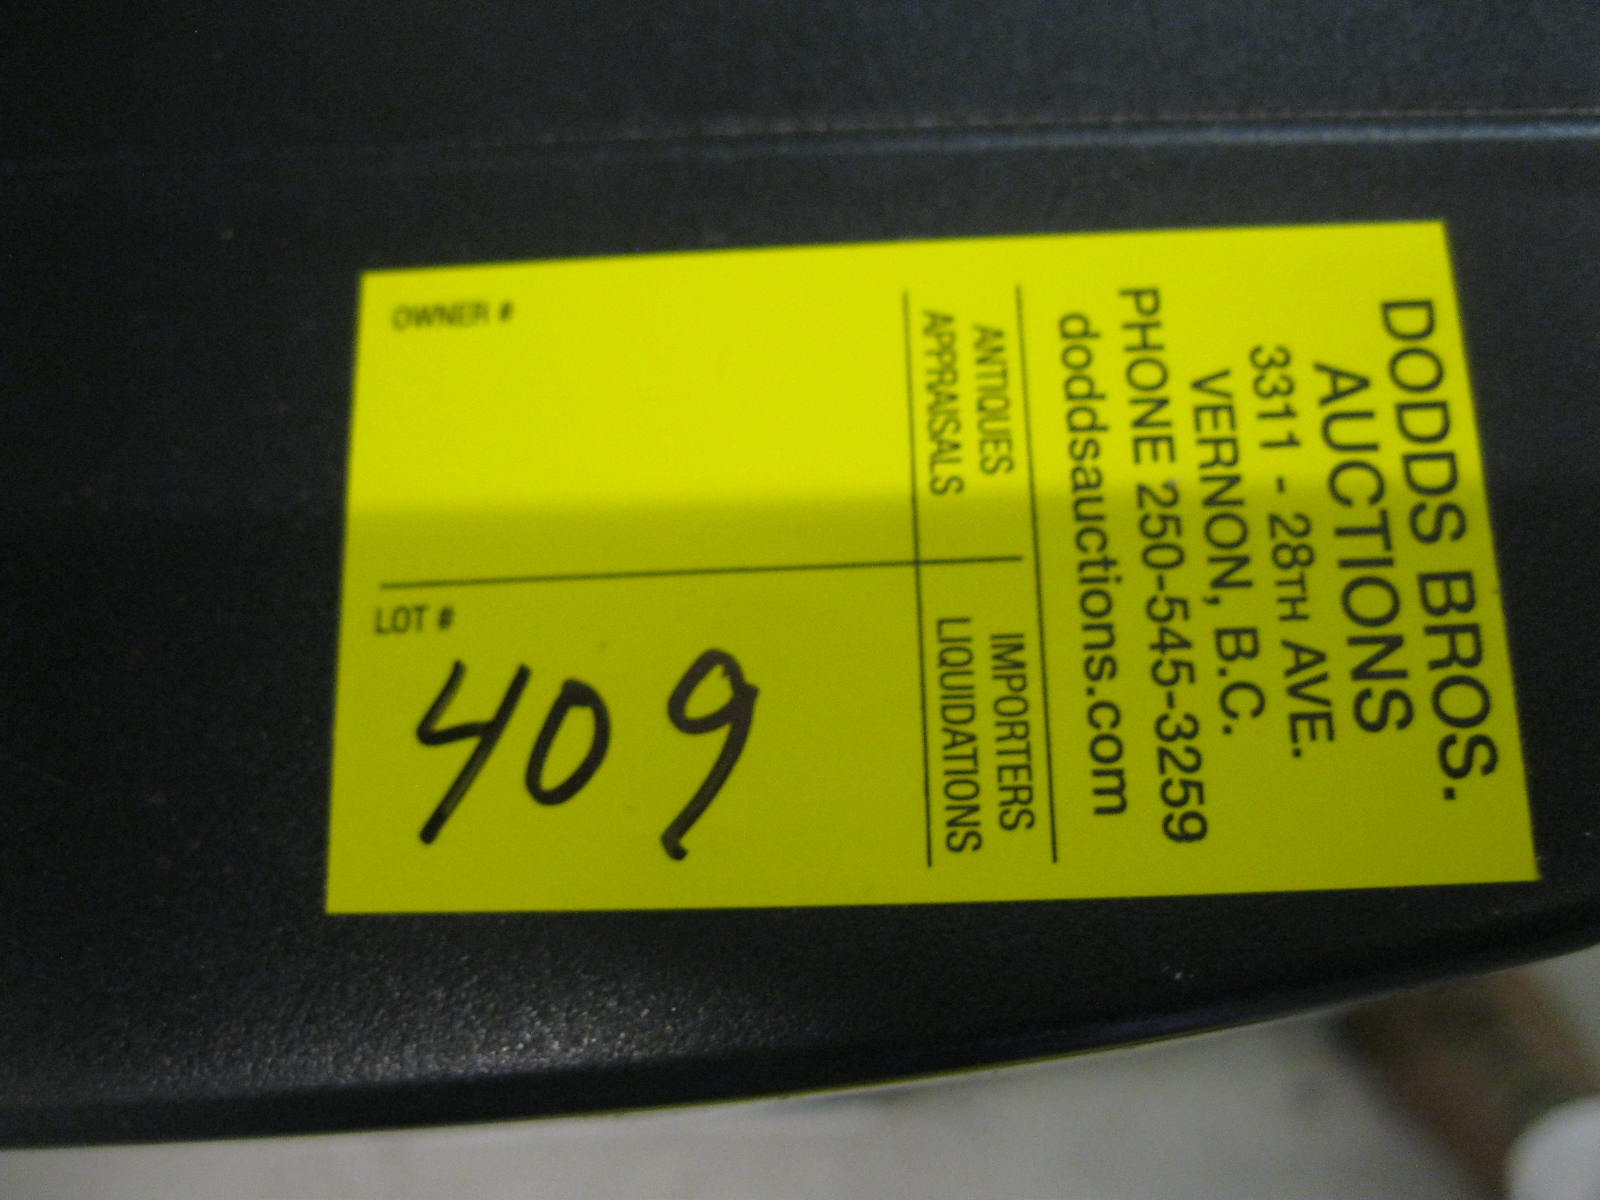 DODDS BROS.
AUCTIONS
3311 - 28TH AVE.
VERNON, B.C.
PHONE 250-545-3259
doddsauctions.com
ANTIQUES IMPORTERS
APPRAISALS LIQUIDATIONS
OWNER #
LOT #
409